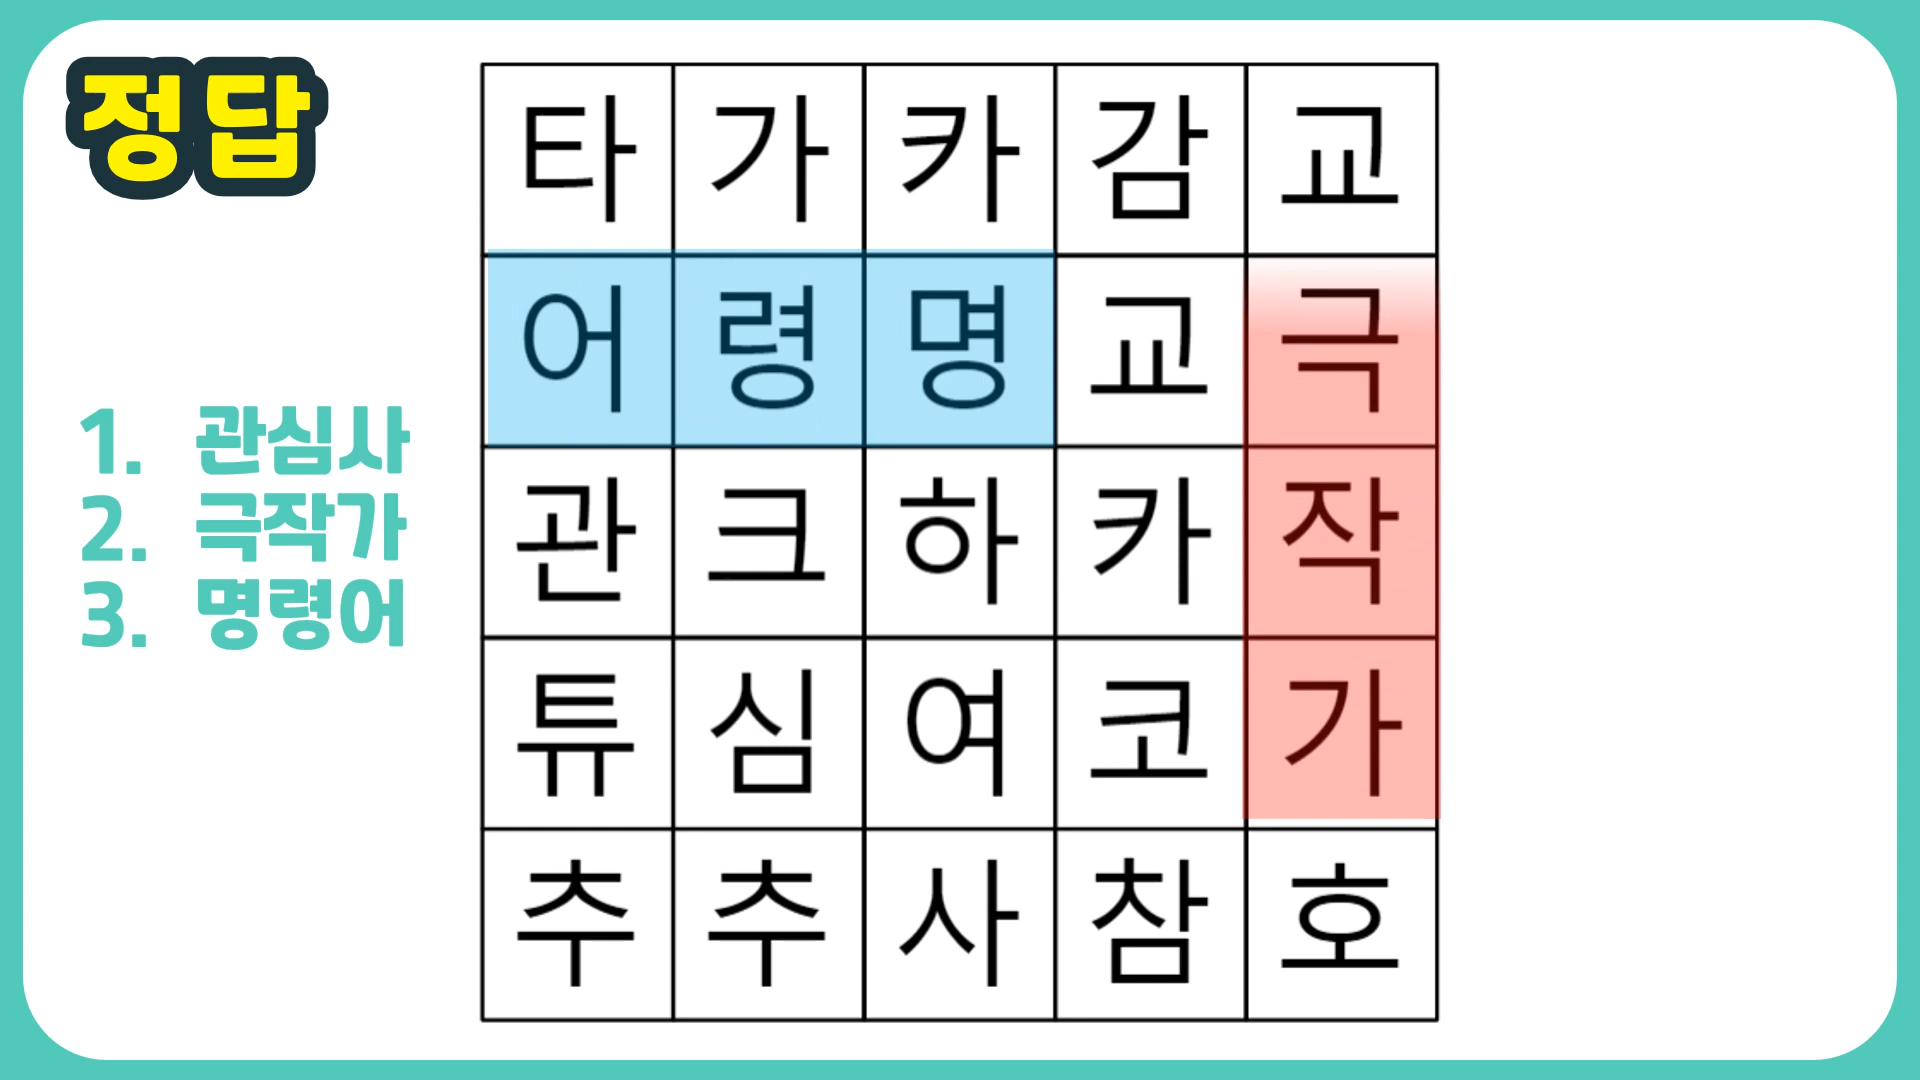 정답
1. 관심사
2. 극작가
3. 명령어
타 가 카 감 교
어 령 명 교 극
관 크 하 카 작
튜 심 여 코 가
추 추 사 참 호